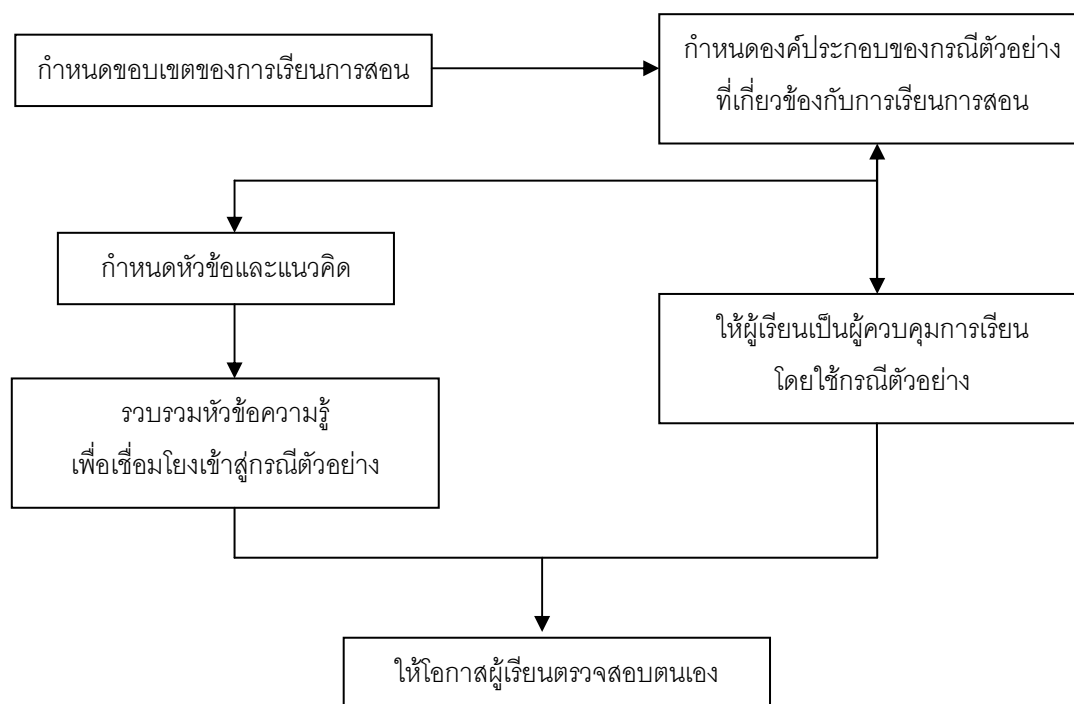 กำหนดขอบเขตของการเรียนการสอน
กำหนดองค์ประกอบของกรณีตัวอย่าง
ที่เกี่ยวข้องกับการเรียนการสอน
กำหนดหัวข้อและแนวคิด
ให้ผู้เรียนเป็นผู้ควบคุมการเรียน
โดยใช้กรณีตัวอย่าง
รวบรวมหัวข้อความรู้
เพื่อเชื่อมโยงเข้าสู่กรณีตัวอย่าง
ให้โอกาสผู้เรียนตรวจสอบตนเอง